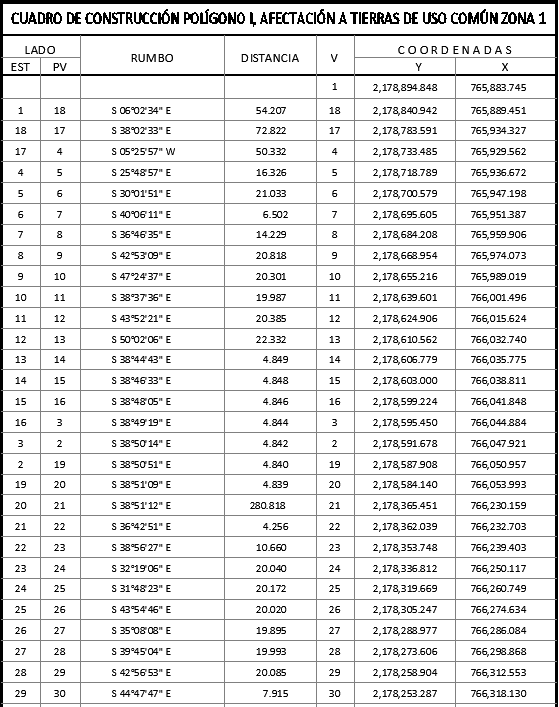 CUADRO DE CONSTRUCCIÓN POLÍGONO I, AFECTACIÓN A TIERRAS DE USO COMÚN ZONA 1
LADO RUMBO DISTANCIA V COORDENADAS
EST PV Y X
1 2,178,894.848 765,883.745
1 18 S 06°02'34" E 54.207 18 2,178,840.942 765,889.451
18 17 S 38°02'33" E 72.822 17 2,178,783.591 765,934.327
17 4 S 05°25'57" W 50.332 4 2,178,733.485 765,929.562
4 5 S 25°48'57" E 16.326 5 2,178,718.789 765,936.672
5 6 S 30°01'51" E 21.033 6 2,178,700.579 765,947.198
6 7 S 40°06'11" E 6.502 7 2,178,695.605 765,951.387
7 8 S 36°46'35" E 14.229 8 2,178,684.208 765,959.906
8 9 S 42°53'09" E 20.818 9 2,178,668.954 765,974.073
9 10 S 47°24'37" E 20.301 10 2,178,655.216 765,989.019
10 11 S 38°37'36" E 19.987 11 2,178,639.601 766,001.496
11 12 S 43°52'21" E 20.385 12 2,178,624.906 766,015.624
12 13 S 50°02'06" E 22.332 13 2,178,610.562 766,032.740
13 14 S 38°44'43" E 4.849 14 2,178,606.779 766,035.775
14 15 S 38°46'33" E 4.848 15 2,178,603.000 766,038.811
15 16 S 38°48'05" E 4.846 16 2,178,599.224 766,041.848
16 3 S 38°49'19" E 4.844 3 2,178,595.450 766,044.884
3 2 S 38°50'14" E 4.842 2 2,178,591.678 766,047.921
2 19 S 38°50'51" E 4.840 19 2,178,587.908 766,050.957
19 20 S 38°51'09" E 4.839 20 2,178,584.140 766,053.993
20 21 S 38°51'12" E 280.818 21 2,178,365.451 766,230.159
21 22 S 36°42'51" E 4.256 22 2,178,362.039 766,232.703
22 23 S 38°56'27" E 10.660 23 2,178,353.748 766,239.403
23 24 S 32°19'06" E 20.040 24 2,178,336.812 766,250.117
24 25 S 31°48'23" E 20.172 25 2,178,319.669 766,260.749
25 26 S 43°54'46" E 20.020 26 2,178,305.247 766,274.634
26 27 S 35°08'08" E 19.895 27 2,178,288.977 766,286.084
27 28 S 39°45'04" E 19.993 28 2,178,273.606 766,298.868
28 29 S 42°56'53" E 20.085 29 2,178,258.904 766,312.553
29 30 S 44°47'47" E 7.915 30 2,178,253.287 766,318.130